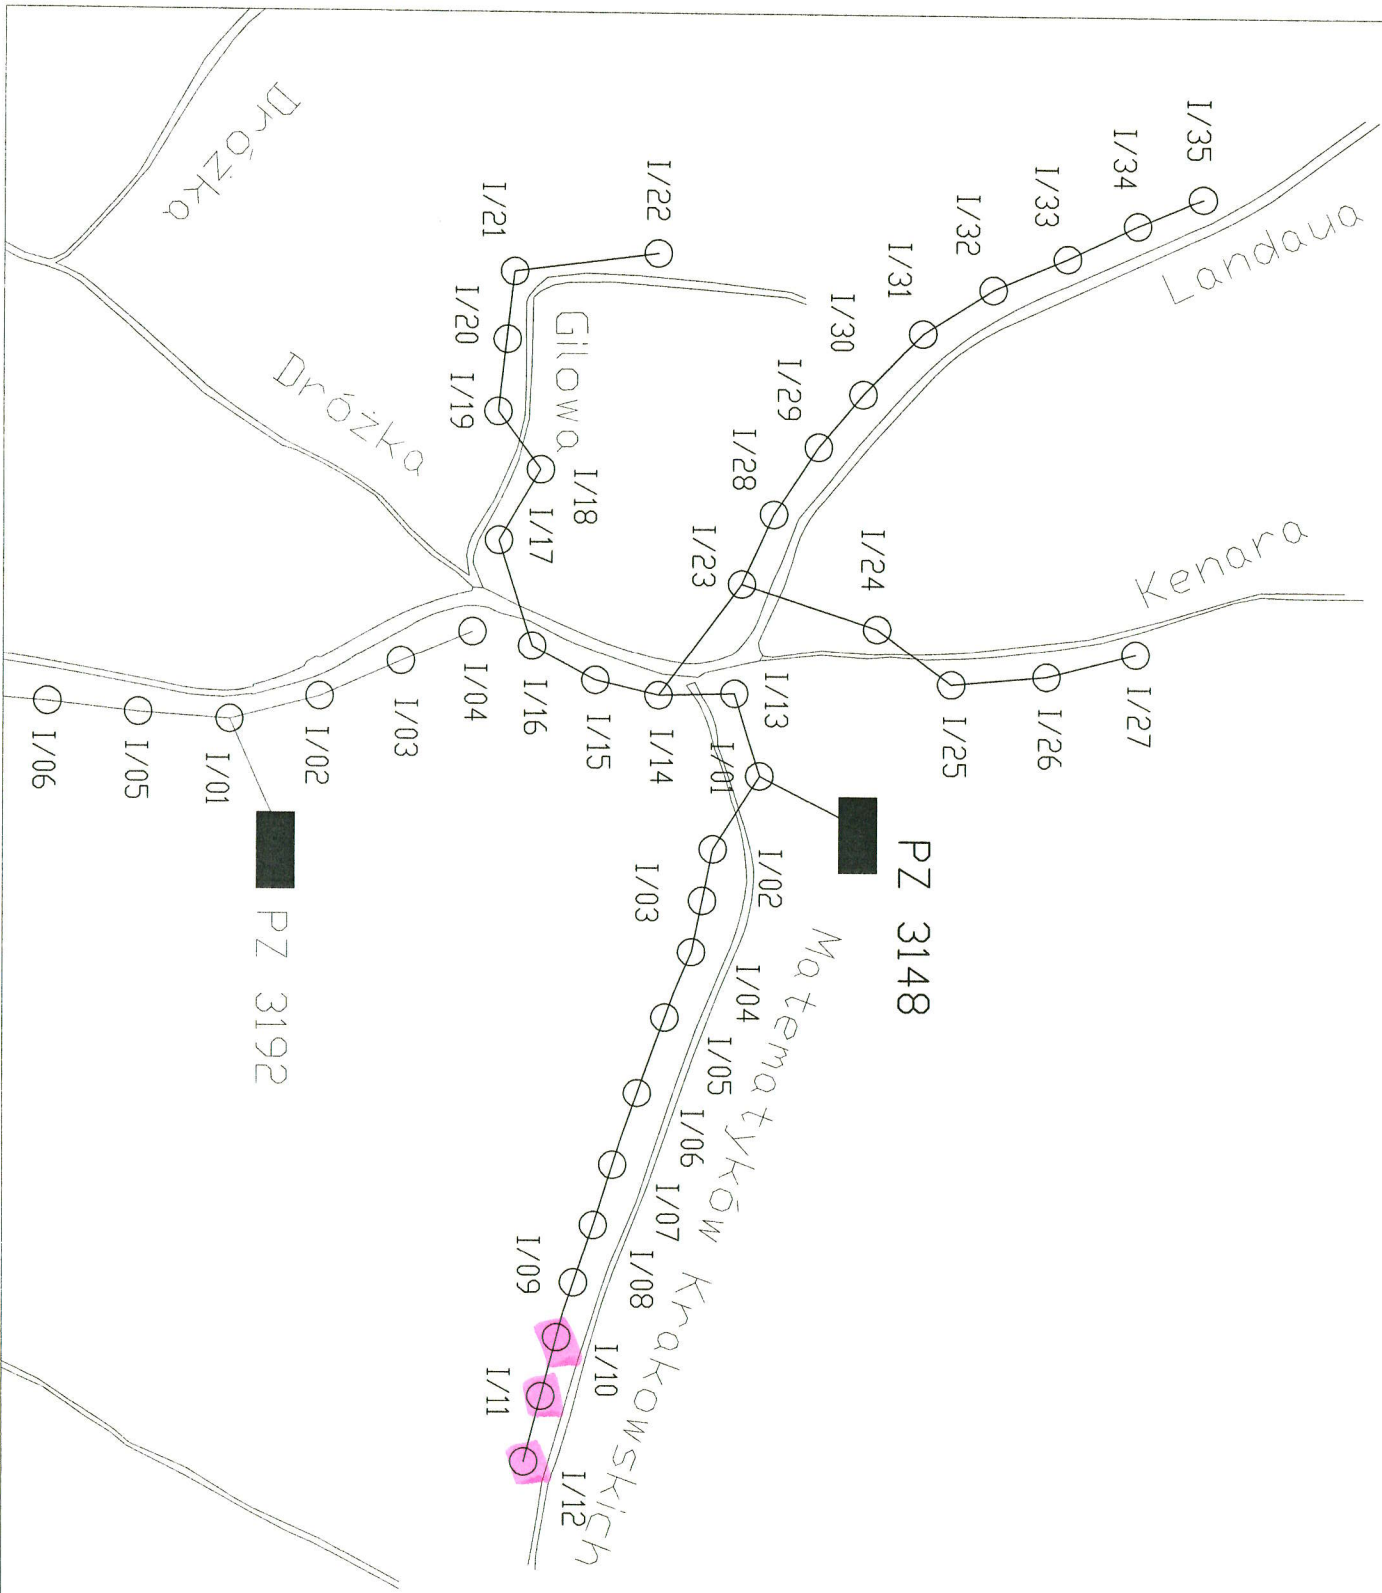 Dróżka
I/35
I/34
I/33
I/32
I/31
I/30
I/29
I/28
I/23
Landaua
I/22
I/21
I/20
I/19
I/18
I/17
Gilowa
Dróżka
I/24
Kenara
I/27
I/26
I/25
I/13
I/14
I/15
I/16
I/04
I/03
I/02
I/01
I/05
I/06
PZ 3192
I/01
PZ 3148
I/02
I/03
I/04
I/05
I/06
I/07
I/08
I/09
I/10
I/11
I/12
Matematyków Krakowskich